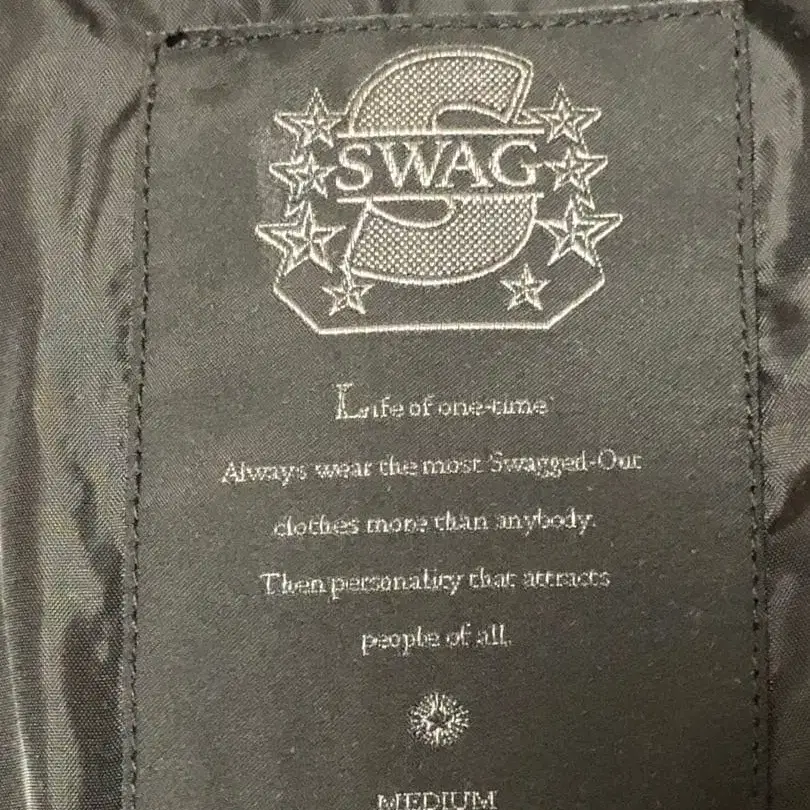 SWAG
Life of one-time
Always wear the most Swagged-Out
clothes more than anybody.
Then personality that attracts
people of all.
MEDIUM